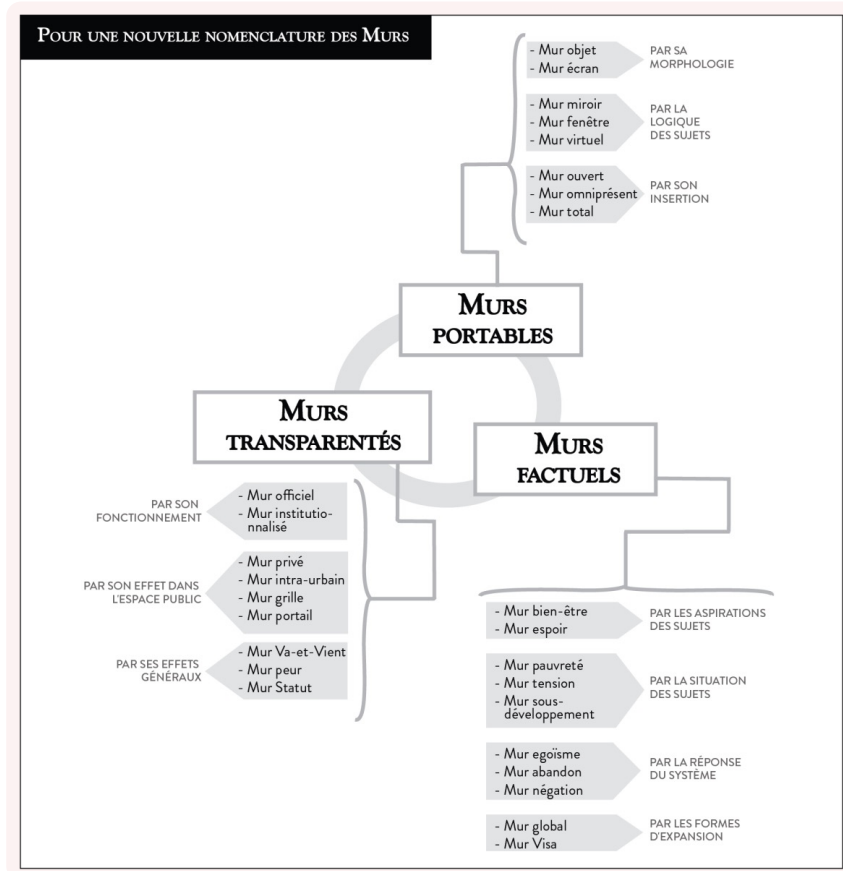 POUR UNE NOUVELLE NOMENCLATURE DES MURS
- Mur objet
- Mur écran
PAR SA
MORPHOLOGIE
- Mur miroir
- Mur fenêtre
- Mur virtuel
PAR LA
LOGIQUE
DES SUJETS
- Mur ouvert
- Mur omniprésent
- Mur total
PAR SON
INSERTION
MURS
PORTABLES
MURS
TRANSPARENTÉS
MURS
FACTUELS
PAR SON
FONCTIONNEMENT
- Mur officiel
- Mur institutio-
nnalisé
PAR SON EFFET DANS
L'ESPACE PUBLIC
- Mur privé
- Mur intra-urbain
- Mur grille
- Mur portail
PAR SES EFFETS
GÉNÉRAUX
- Mur Va-et-Vient
- Mur peur
- Mur Statut
- Mur bien-être
- Mur espoir
PAR LES ASPIRATIONS
DES SUJETS
- Mur pauvreté
- Mur tension
- Mur sous-
développement
PAR LA SITUATION
DES SUJETS
- Mur egoïsme
- Mur abandon
- Mur négation
PAR LA RÉPONSE
DU SYSTÈME
- Mur global
- Mur Visa
PAR LES FORMES
D'EXPANSION